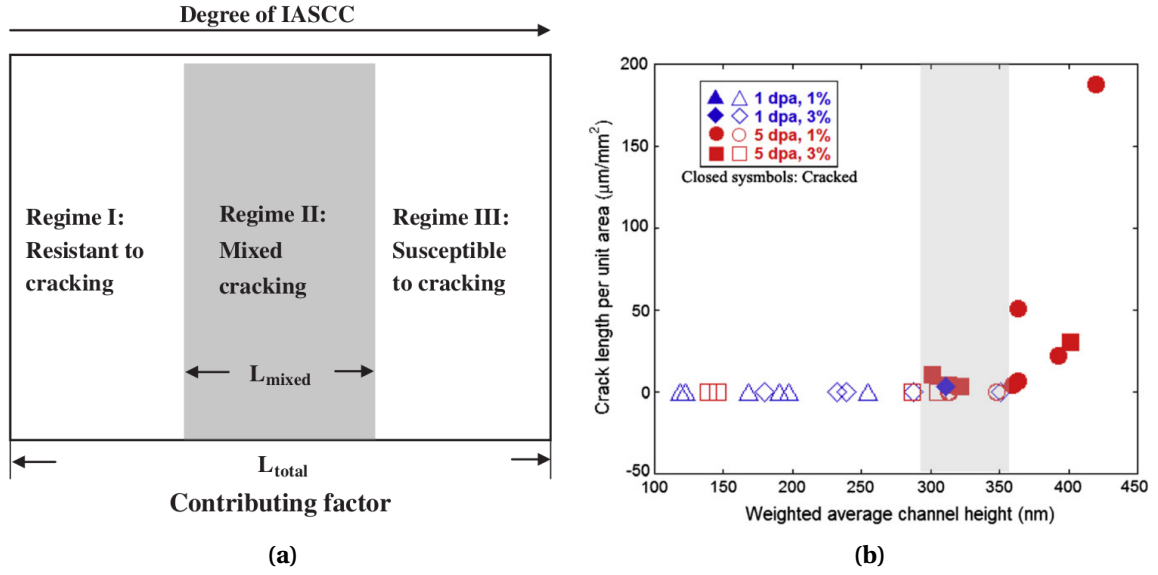 Degree of IASCC
Regime I:
Resistant to
cracking
Regime II:
Mixed
cracking
Regime III:
Susceptible
to cracking
Lmixed
Ltotal
Contributing factor
(a)
Crack length per unit area (μm/mm²)
200
150
100
50
0
-50
1 dpa, 1%
1 dpa, 3%
5 dpa, 1%
5 dpa, 3%
Closed sysmbols: Cracked
100 150 200 250 300 350 400 450
Weighted average channel height (nm)
(b)